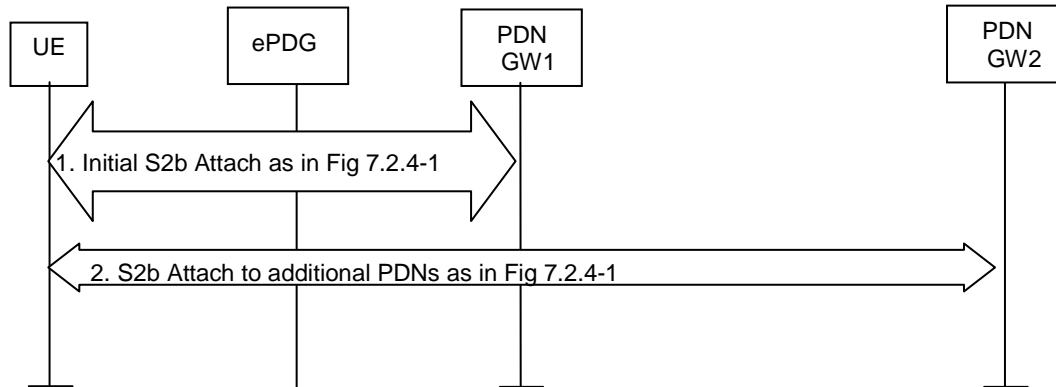 UE
ePDG
PDN
GW1
PDN
GW2
1. Initial S2b Attach as in Fig 7.2.4-1
2. S2b Attach to additional PDNs as in Fig 7.2.4-1